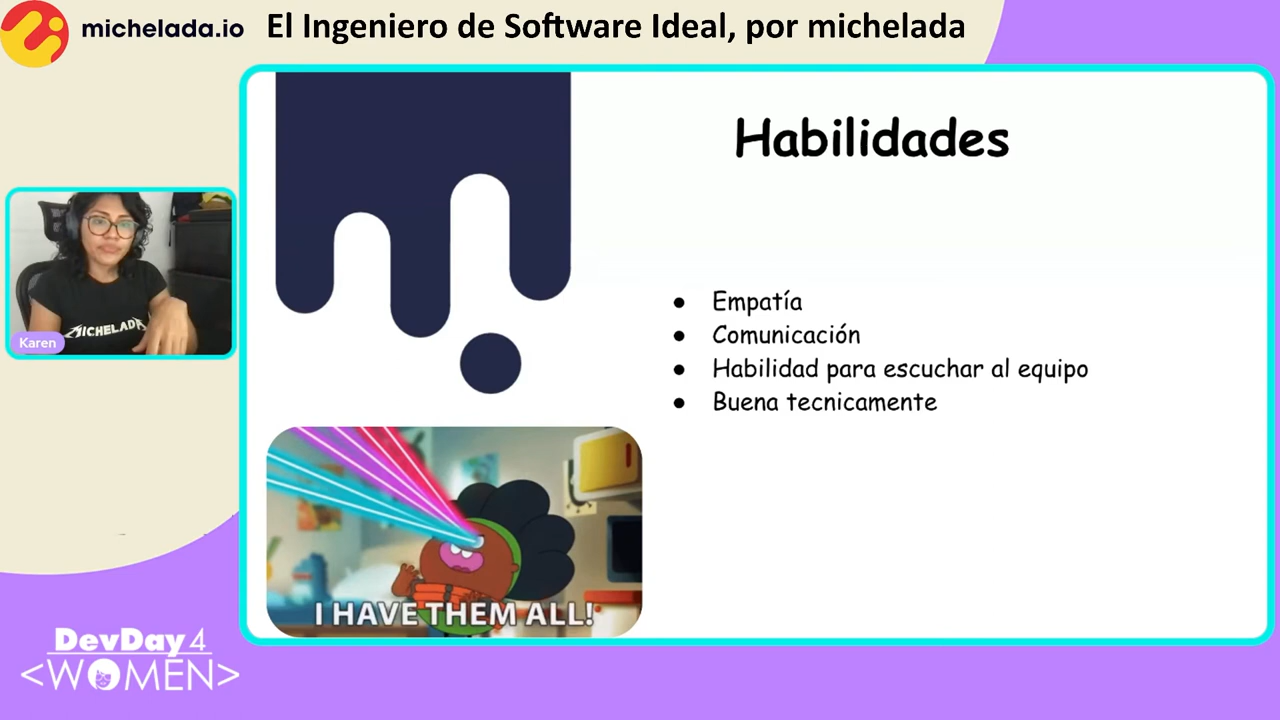 michelada.io
El Ingeniero de Software Ideal, por michelada
Habilidades
Karen
MICHELADA
Empatía
Comunicación
Habilidad para escuchar al equipo
Buena tecnicamente
I HAVE THEM ALL!
DevDay4
<WOMEN>